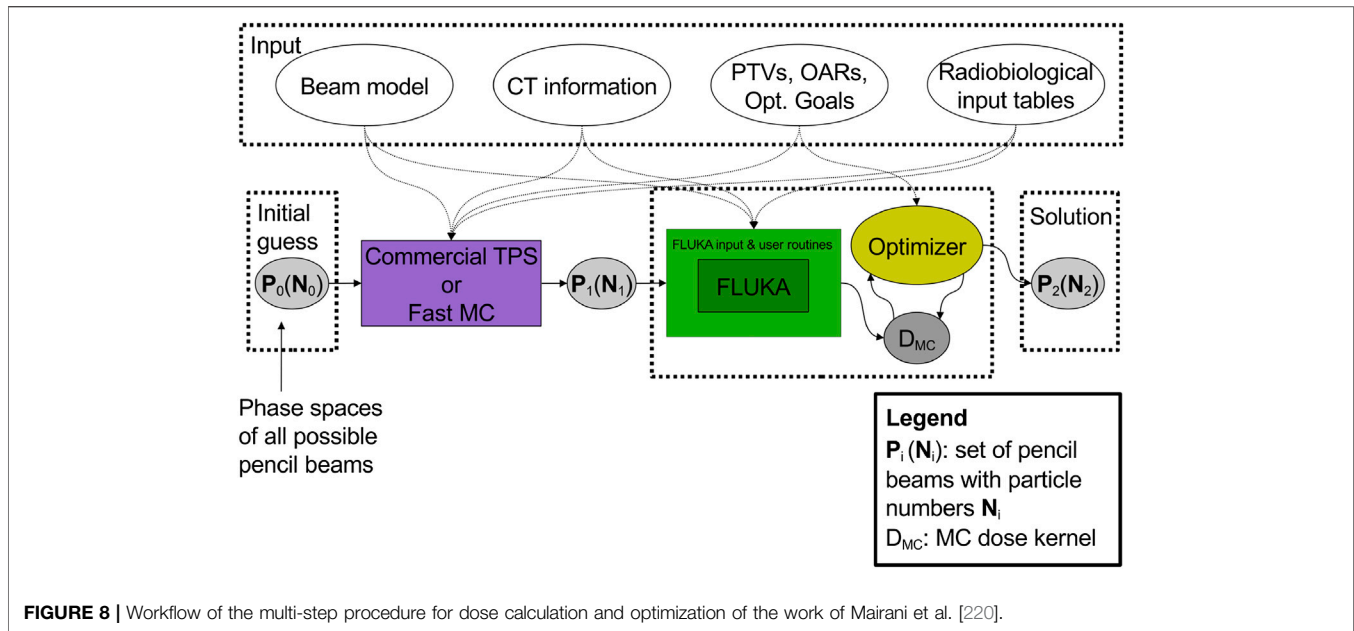 Input
Beam model
CT information
PTVs, OARs,
Opt. Goals
Radiobiological
input tables
Initial
guess
P₀(N₀)
Commercial TPS
or
Fast MC
P₁(N₁)
FLUKA input & user routines
FLUKA
Optimizer
D_MC
Solution
P₂(N₂)
Phase spaces
of all possible
pencil beams
Legend
Pᵢ(Nᵢ): set of pencil
beams with particle
numbers Nᵢ
D_MC: MC dose kernel
FIGURE 8 | Workflow of the multi-step procedure for dose calculation and optimization of the work of Mairani et al. [220].